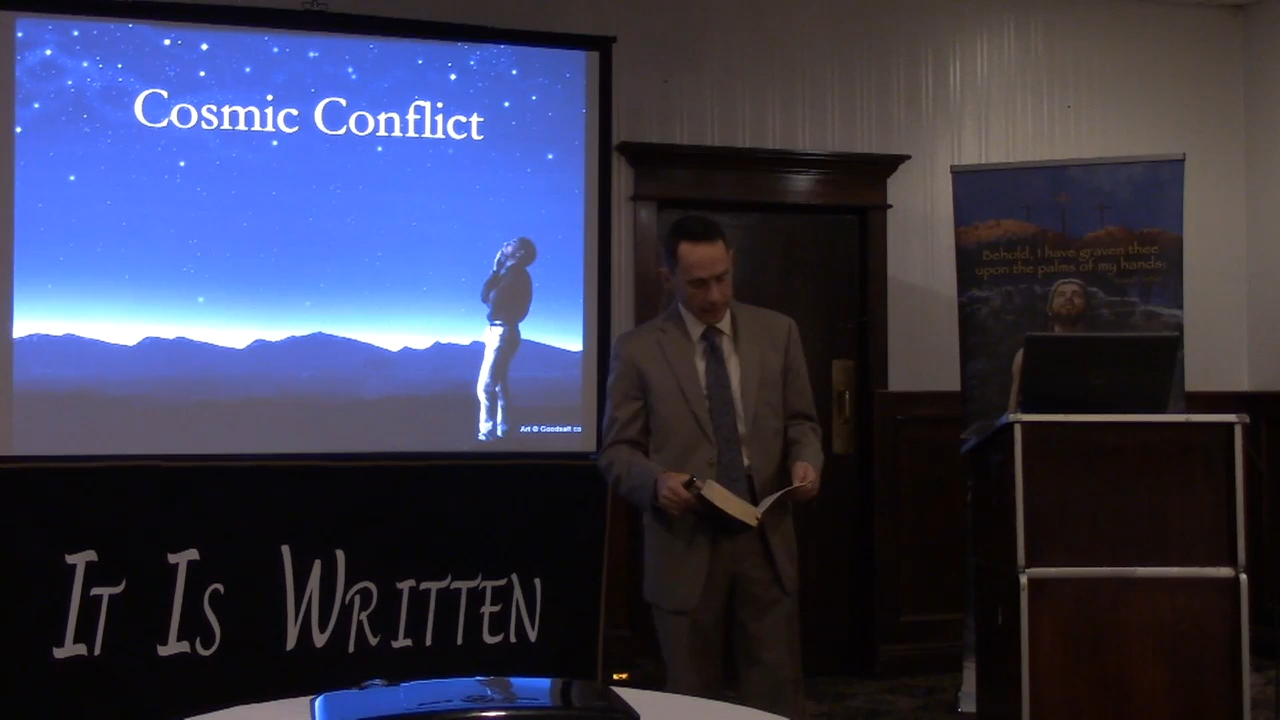 Cosmic Conflict
Art © Goodsalt co
Behold, I have graven thee
upon the palms of my hands;
IT IS WRITTEN